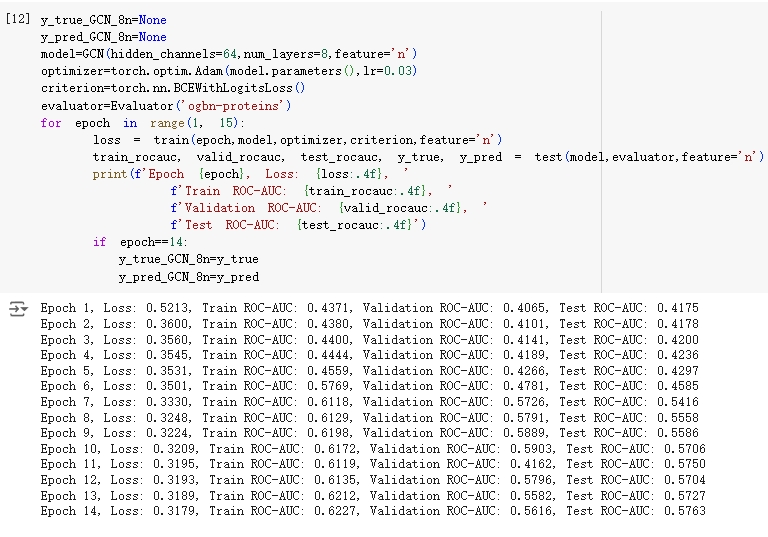 [12] y_true_GCN_8n=None
y_pred_GCN_8n=None
model=GCN(hidden_channels=64,num_layers=8,feature='n')
optimizer=torch.optim.Adam(model.parameters(),lr=0.03)
criterion=torch.nn.BCEWithLogitsLoss()
evaluator=Evaluator('ogbn-proteins')
for epoch in range(1, 15):
loss = train(epoch,model,optimizer,criterion,feature='n')
train_rocauc, valid_rocauc, test_rocauc, y_true, y_pred = test(model,evaluator,feature='n')
print(f'Epoch {epoch}, Loss: {loss:.4f}, '
f'Train ROC-AUC: {train_rocauc:.4f}, '
f'Validation ROC-AUC: {valid_rocauc:.4f}, '
f'Test ROC-AUC: {test_rocauc:.4f}')
if epoch==14:
y_true_GCN_8n=y_true
y_pred_GCN_8n=y_pred
Epoch 1, Loss: 0.5213, Train ROC-AUC: 0.4371, Validation ROC-AUC: 0.4065, Test ROC-AUC: 0.4175
Epoch 2, Loss: 0.3600, Train ROC-AUC: 0.4380, Validation ROC-AUC: 0.4101, Test ROC-AUC: 0.4178
Epoch 3, Loss: 0.3560, Train ROC-AUC: 0.4400, Validation ROC-AUC: 0.4141, Test ROC-AUC: 0.4200
Epoch 4, Loss: 0.3545, Train ROC-AUC: 0.4444, Validation ROC-AUC: 0.4189, Test ROC-AUC: 0.4236
Epoch 5, Loss: 0.3531, Train ROC-AUC: 0.4559, Validation ROC-AUC: 0.4266, Test ROC-AUC: 0.4297
Epoch 6, Loss: 0.3501, Train ROC-AUC: 0.5769, Validation ROC-AUC: 0.4781, Test ROC-AUC: 0.4585
Epoch 7, Loss: 0.3330, Train ROC-AUC: 0.6118, Validation ROC-AUC: 0.5726, Test ROC-AUC: 0.5416
Epoch 8, Loss: 0.3248, Train ROC-AUC: 0.6129, Validation ROC-AUC: 0.5791, Test ROC-AUC: 0.5558
Epoch 9, Loss: 0.3224, Train ROC-AUC: 0.6198, Validation ROC-AUC: 0.5889, Test ROC-AUC: 0.5586
Epoch 10, Loss: 0.3209, Train ROC-AUC: 0.6172, Validation ROC-AUC: 0.5903, Test ROC-AUC: 0.5706
Epoch 11, Loss: 0.3195, Train ROC-AUC: 0.6119, Validation ROC-AUC: 0.4162, Test ROC-AUC: 0.5750
Epoch 12, Loss: 0.3193, Train ROC-AUC: 0.6135, Validation ROC-AUC: 0.5796, Test ROC-AUC: 0.5704
Epoch 13, Loss: 0.3189, Train ROC-AUC: 0.6212, Validation ROC-AUC: 0.5582, Test ROC-AUC: 0.5727
Epoch 14, Loss: 0.3179, Train ROC-AUC: 0.6227, Validation ROC-AUC: 0.5616, Test ROC-AUC: 0.5763